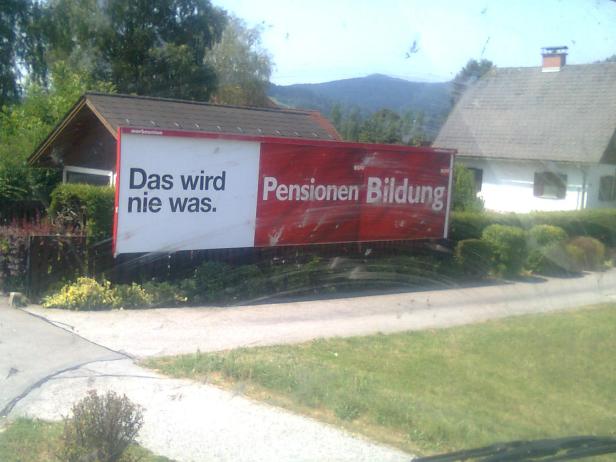 Das wird
nie was.
Pensionen
Bildung